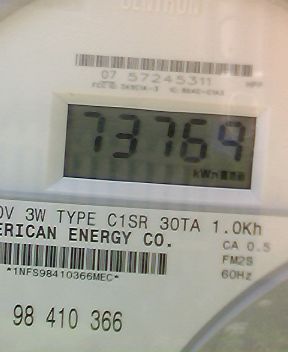 CENTRON
07 57245311
73769
kWh
0V 3W TYPE C1SR 30TA 1.0Kh
ERICAN ENERGY CO.
CA 0.5
FM2S
60Hz
*1NFS98410366MEC*
98 410 366